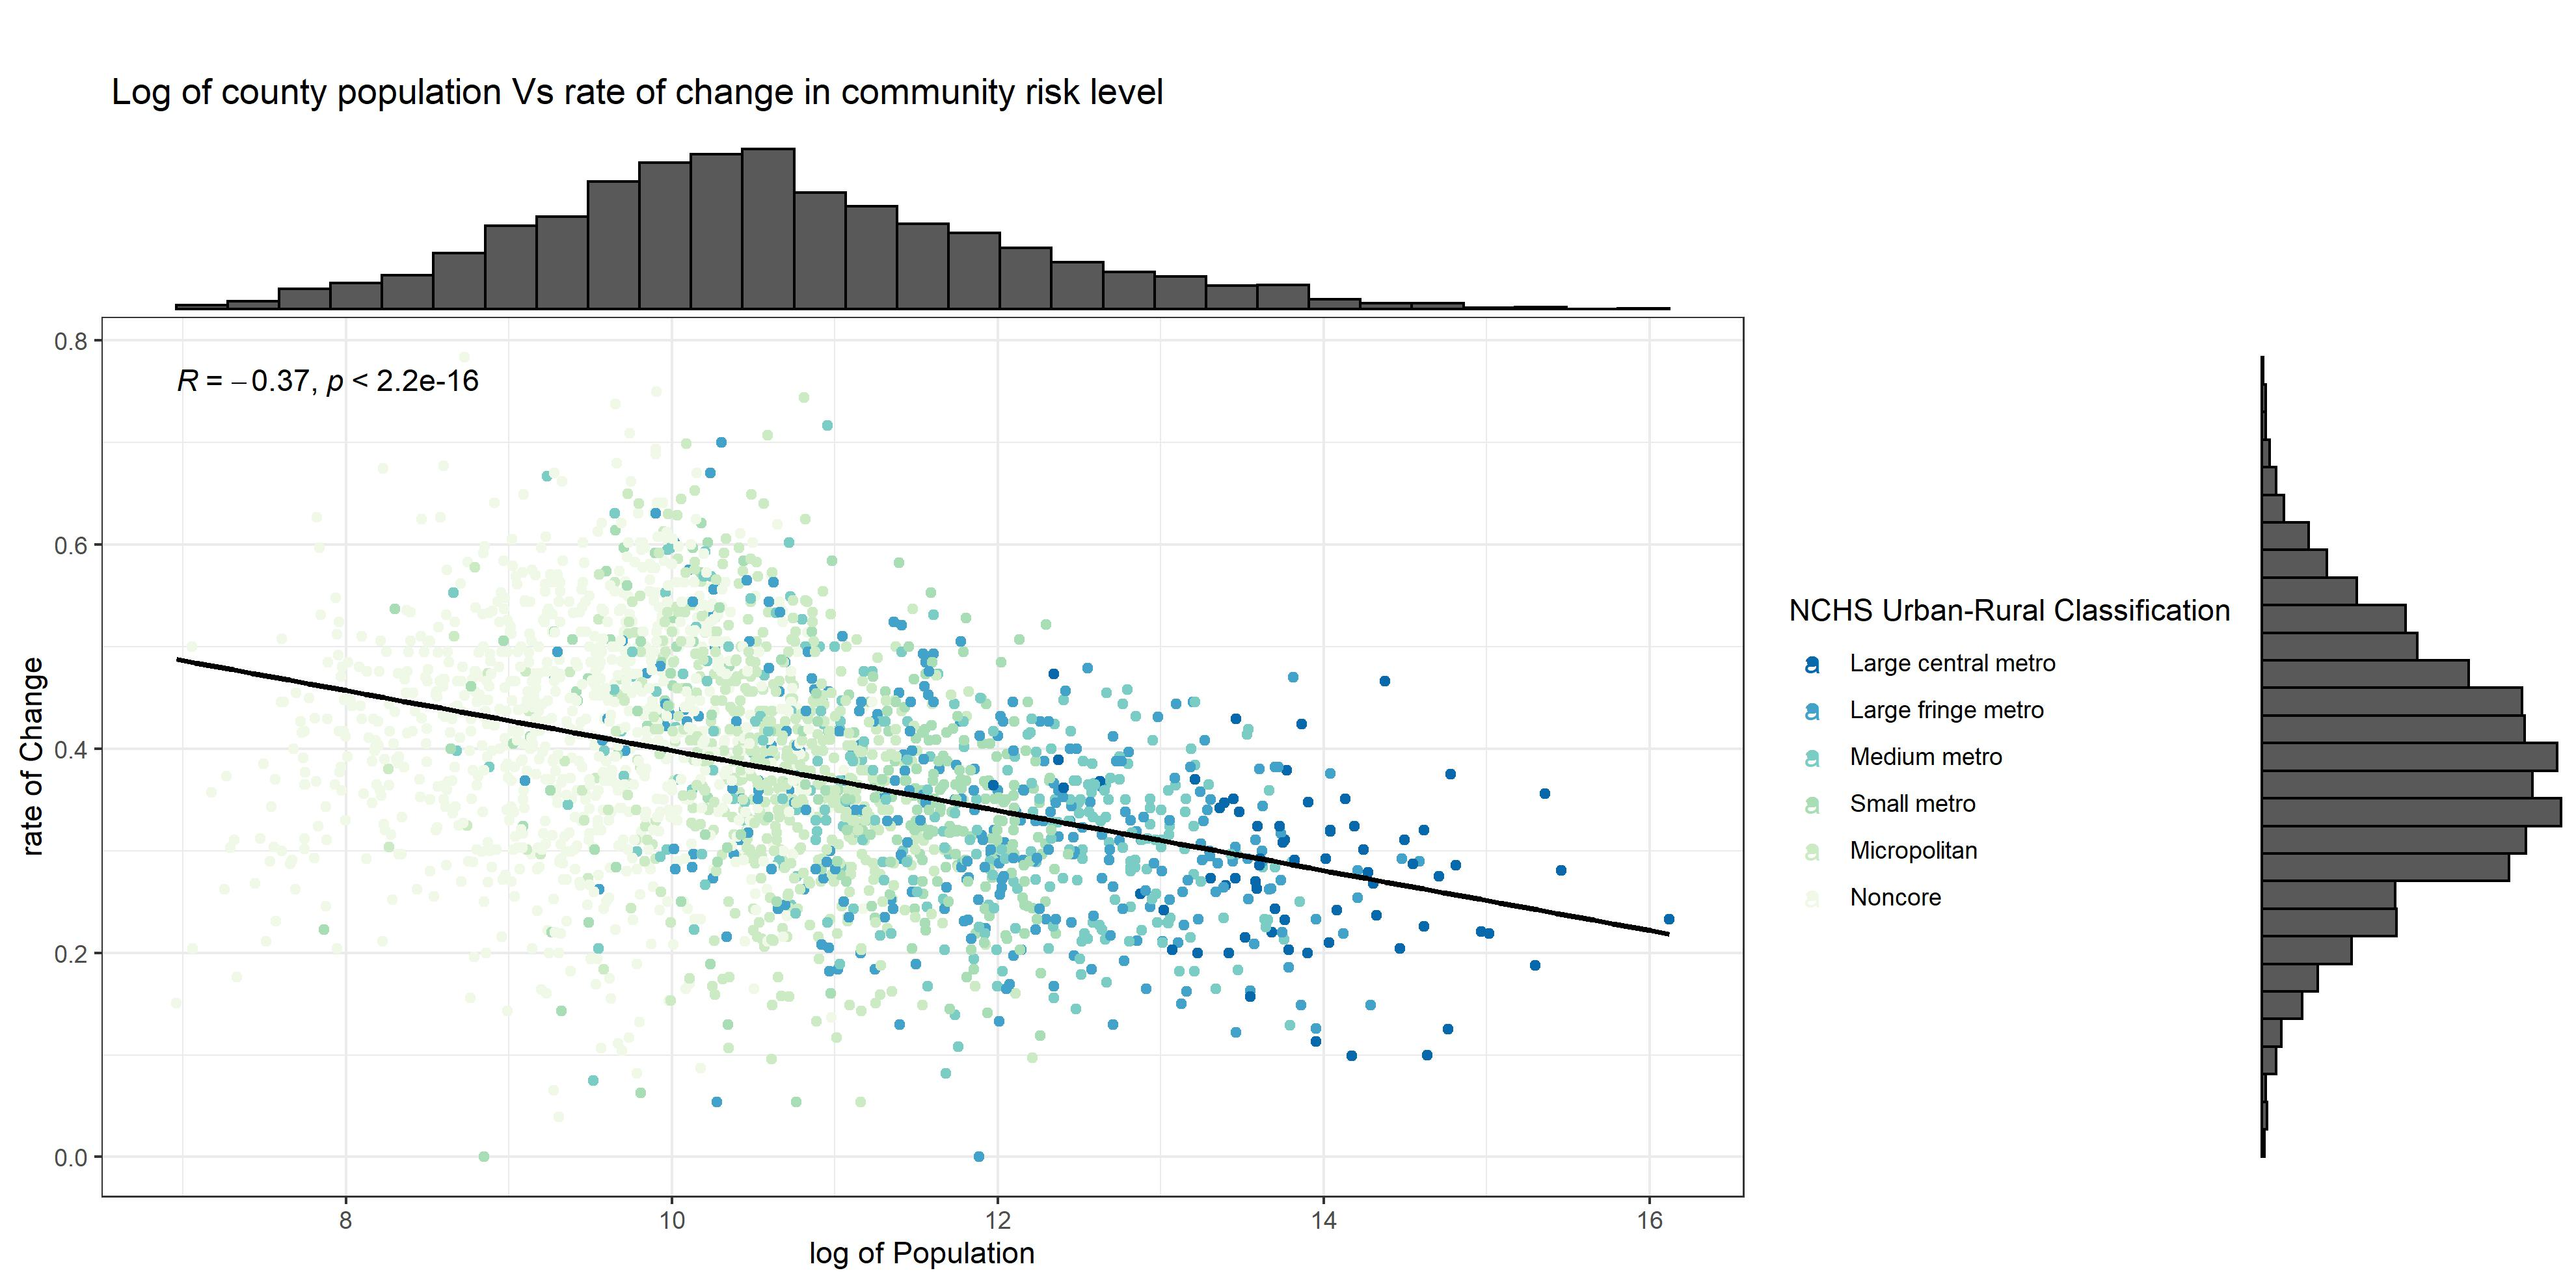 Log of county population Vs rate of change in community risk level
R = −0.37, p < 2.2e-16
0.8
0.6
0.4
0.2
0.0
rate of Change
8
10
12
14
16
log of Population
NCHS Urban-Rural Classification
a Large central metro
a Large fringe metro
a Medium metro
a Small metro
a Micropolitan
a Noncore